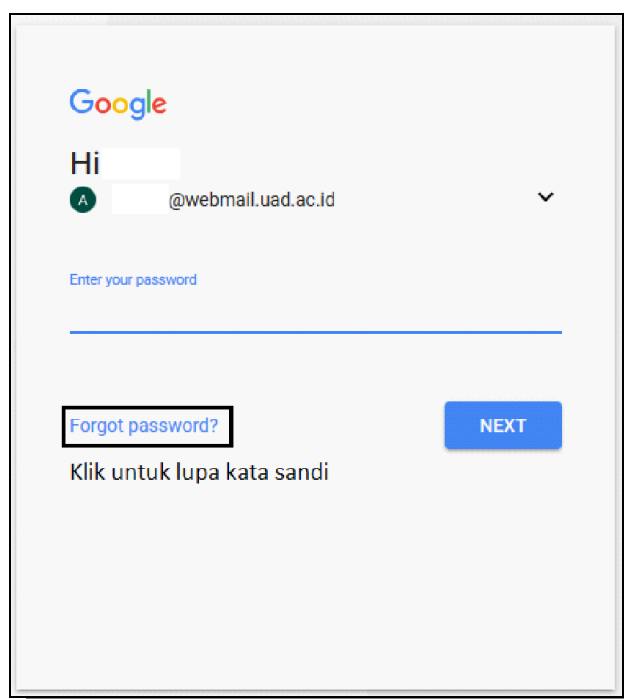 Google
Hi
A @webmail.uad.ac.id
Enter your password
Forgot password? NEXT
Klik untuk lupa kata sandi